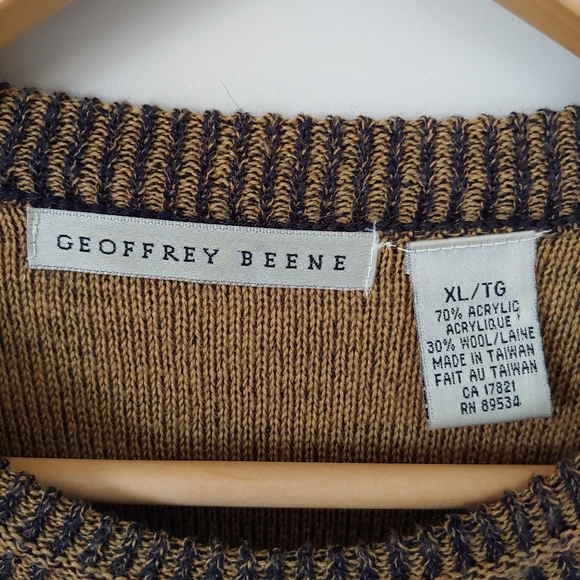 GEOFFREY BEENE
XL/TG
70% ACRYLIC
ACRYLIQUE
30% WOOL/LAINE
MADE IN TAIWAN
FAIT AU TAIWAN
CA 17821
RN 89534